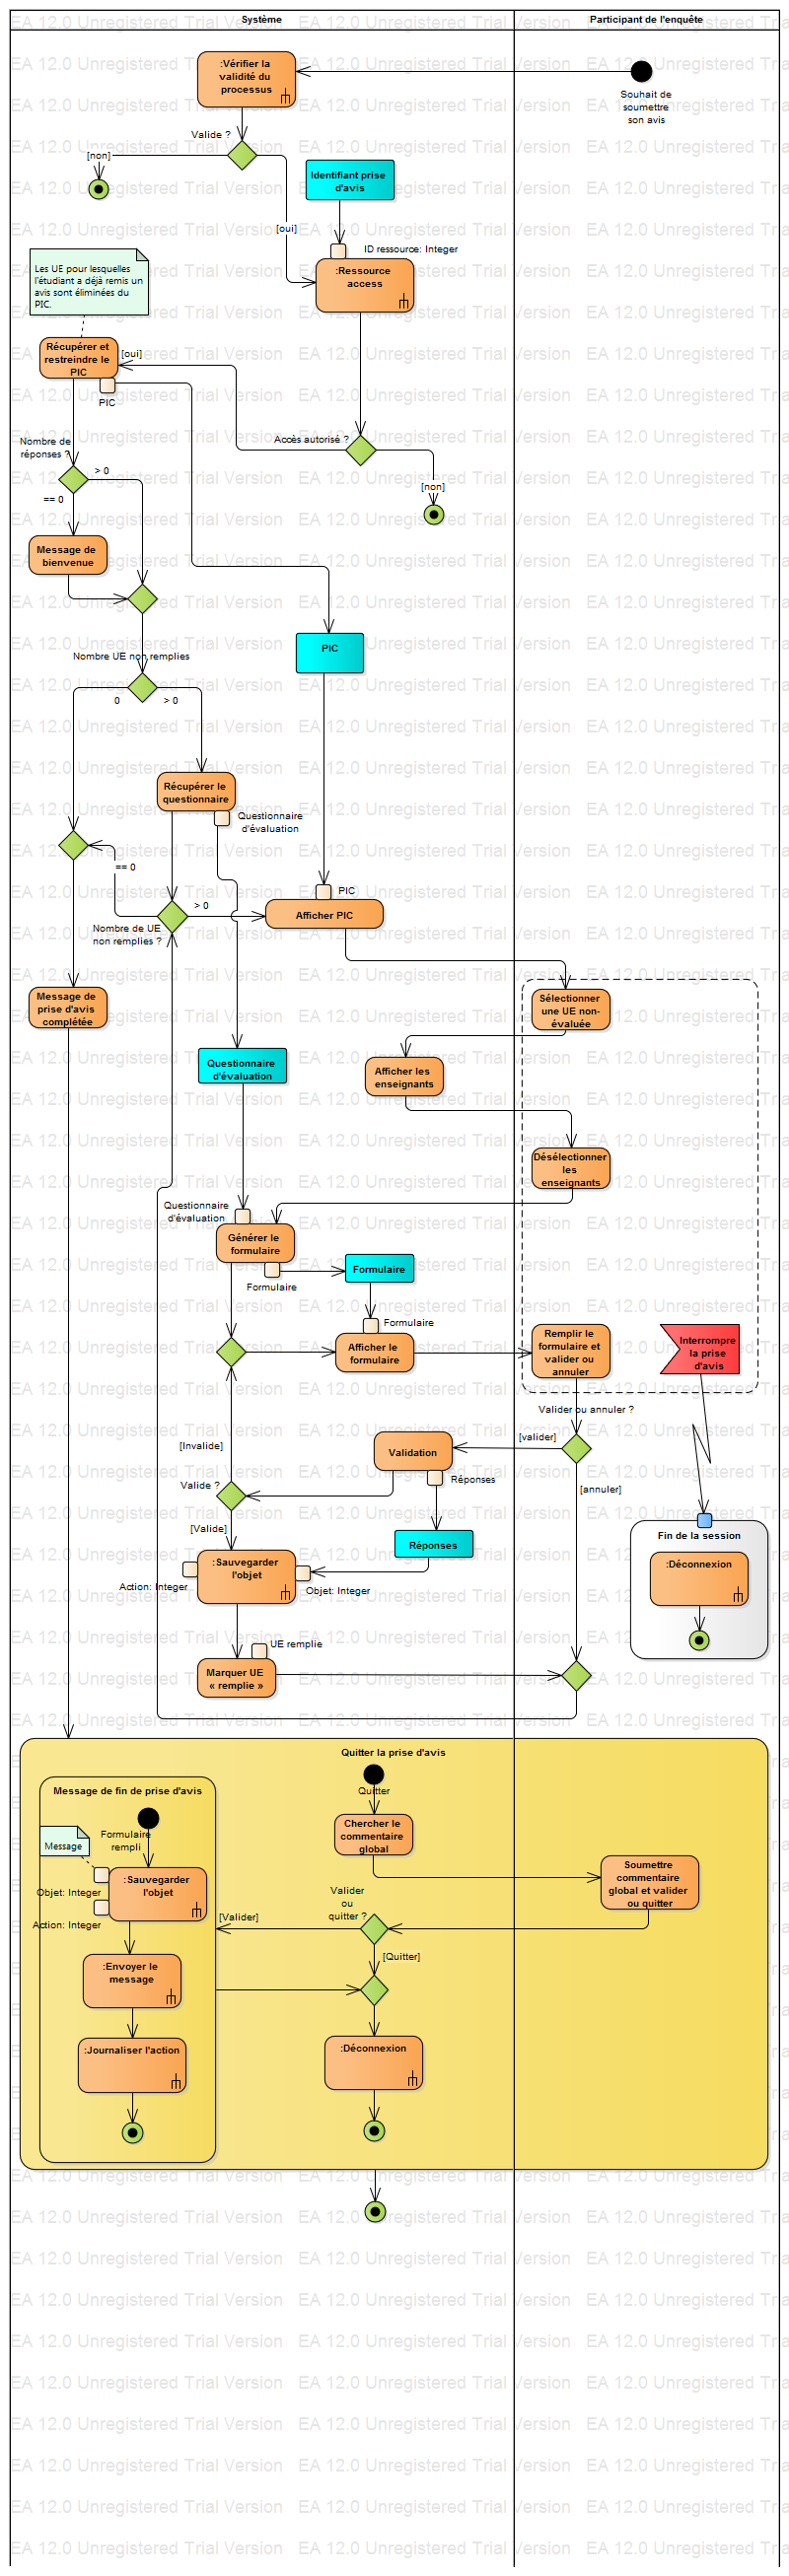 Système
Participant de l'enquête
:Vérifier la
validité du
processus
Souhait de
soumettre
son avis
Valide ?
[non]
Identifiant prise
d'avis
[oui]
ID ressource: Integer
:Ressource
access
Les UE pour lesquelles
l'étudiant a déjà remis un
avis sont éliminées du
PIC.
Récupérer et
restreindre le
PIC
[oui]
PIC
Accès autorisé ?
[non]
Nombre de
réponses ?
> 0
== 0
Message de
bienvenue
PIC
Nombre UE non remplies
0
> 0
Récupérer le
questionnaire
Questionnaire
d'évaluation
== 0
PIC
> 0
Afficher PIC
Nombre de UE
non remplies ?
Message de
prise d'avis
complétée
Sélectionner
une UE non-
évaluée
Questionnaire
d'évaluation
Afficher les
enseignants
Désélectionner
les
enseignants
Questionnaire
d'évaluation
Générer le
formulaire
Formulaire
Formulaire
Formulaire
Afficher le
formulaire
Remplir le
formulaire et
valider ou
annuler
Interrompre
la prise
d'avis
Valider ou annuler ?
[valider]
[Invalide]
Validation
Réponses
Valide ?
[annuler]
[Valide]
Réponses
Fin de la session
:Déconnexion
:Sauvegarder
l'objet
Action: Integer
Objet: Integer
UE remplie
Marquer UE
« remplie »
Quitter la prise d'avis
Quitter
Message de fin de prise d'avis
Formulaire
rempli
Message
Chercher le
commentaire
global
Soumettre
commentaire
global et valider
ou quitter
:Sauvegarder
l'objet
Objet: Integer
Action: Integer
Valider
ou
quitter ?
[Valider]
[Quitter]
:Envoyer le
message
:Journaliser l'action
:Déconnexion
EA 12.0 Unregistered Trial Version